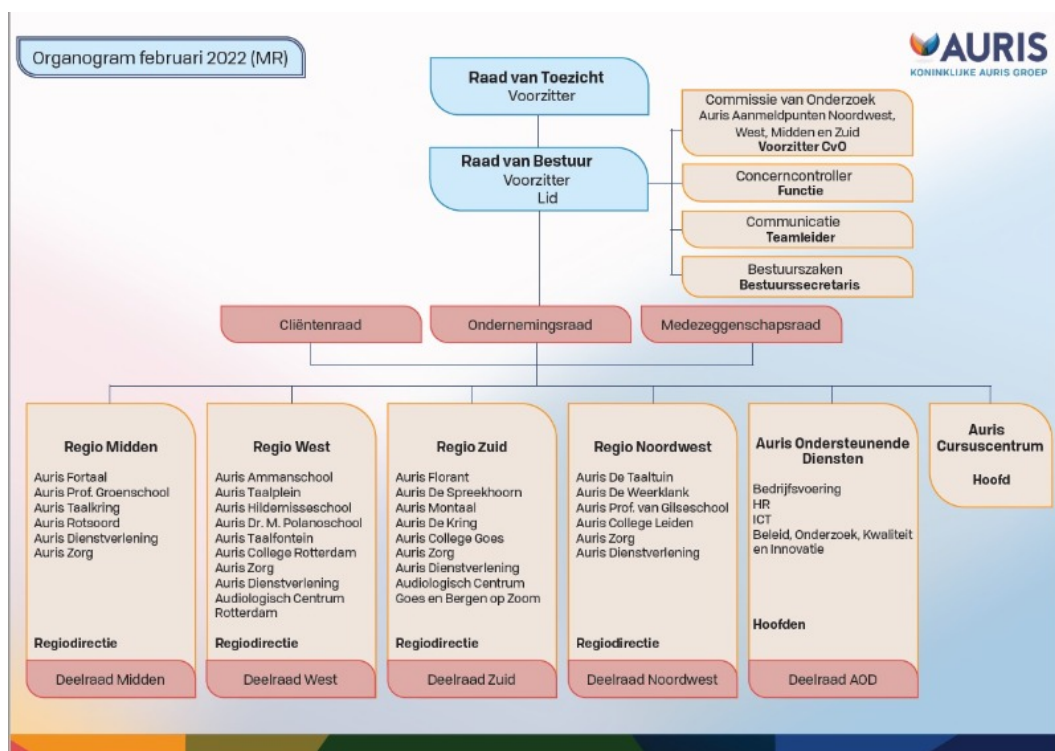 Organogram februari 2022 (MR)
AURIS
KONINKLIJKE AURIS GROEP
Raad van Toezicht
Voorzitter
Raad van Bestuur
Voorzitter
Lid
Commissie van Onderzoek
Auris Aanmeldpunten Noordwest,
West, Midden en Zuid
Voorzitter CvO
Concerncontroller
Functie
Communicatie
Teamleider
Bestuurszaken
Bestuurssecretaris
Cliëntenraad
Ondernemingsraad
Medezeggenschapsraad
Regio Midden
Auris Fortaal
Auris Prof. Groenschool
Auris Taalkring
Auris Rotsoord
Auris Dienstverlening
Auris Zorg
Regiodirectie
Deelraad Midden
Regio West
Auris Ammanschool
Auris Taalplein
Auris Hildernisseschool
Auris Dr. M. Polanoschool
Auris Taalfontein
Auris College Rotterdam
Auris Zorg
Auris Dienstverlening
Audiologisch Centrum
Rotterdam
Regiodirectie
Deelraad West
Regio Zuid
Auris Florant
Auris De Spreekhoorn
Auris Montaal
Auris De Kring
Auris College Goes
Auris Zorg
Auris Dienstverlening
Audiologisch Centrum
Goes en Bergen op Zoom
Regiodirectie
Deelraad Zuid
Regio Noordwest
Auris De Taaltuin
Auris De Weerklank
Auris Prof. van Gilseschool
Auris College Leiden
Auris Zorg
Auris Dienstverlening
Regiodirectie
Deelraad Noordwest
Auris Ondersteunende
Diensten
Bedrijfsvoering
HR
ICT
Beleid, Onderzoek, Kwaliteit
en Innovatie
Hoofden
Deelraad AOD
Auris
Cursuscentrum
Hoofd